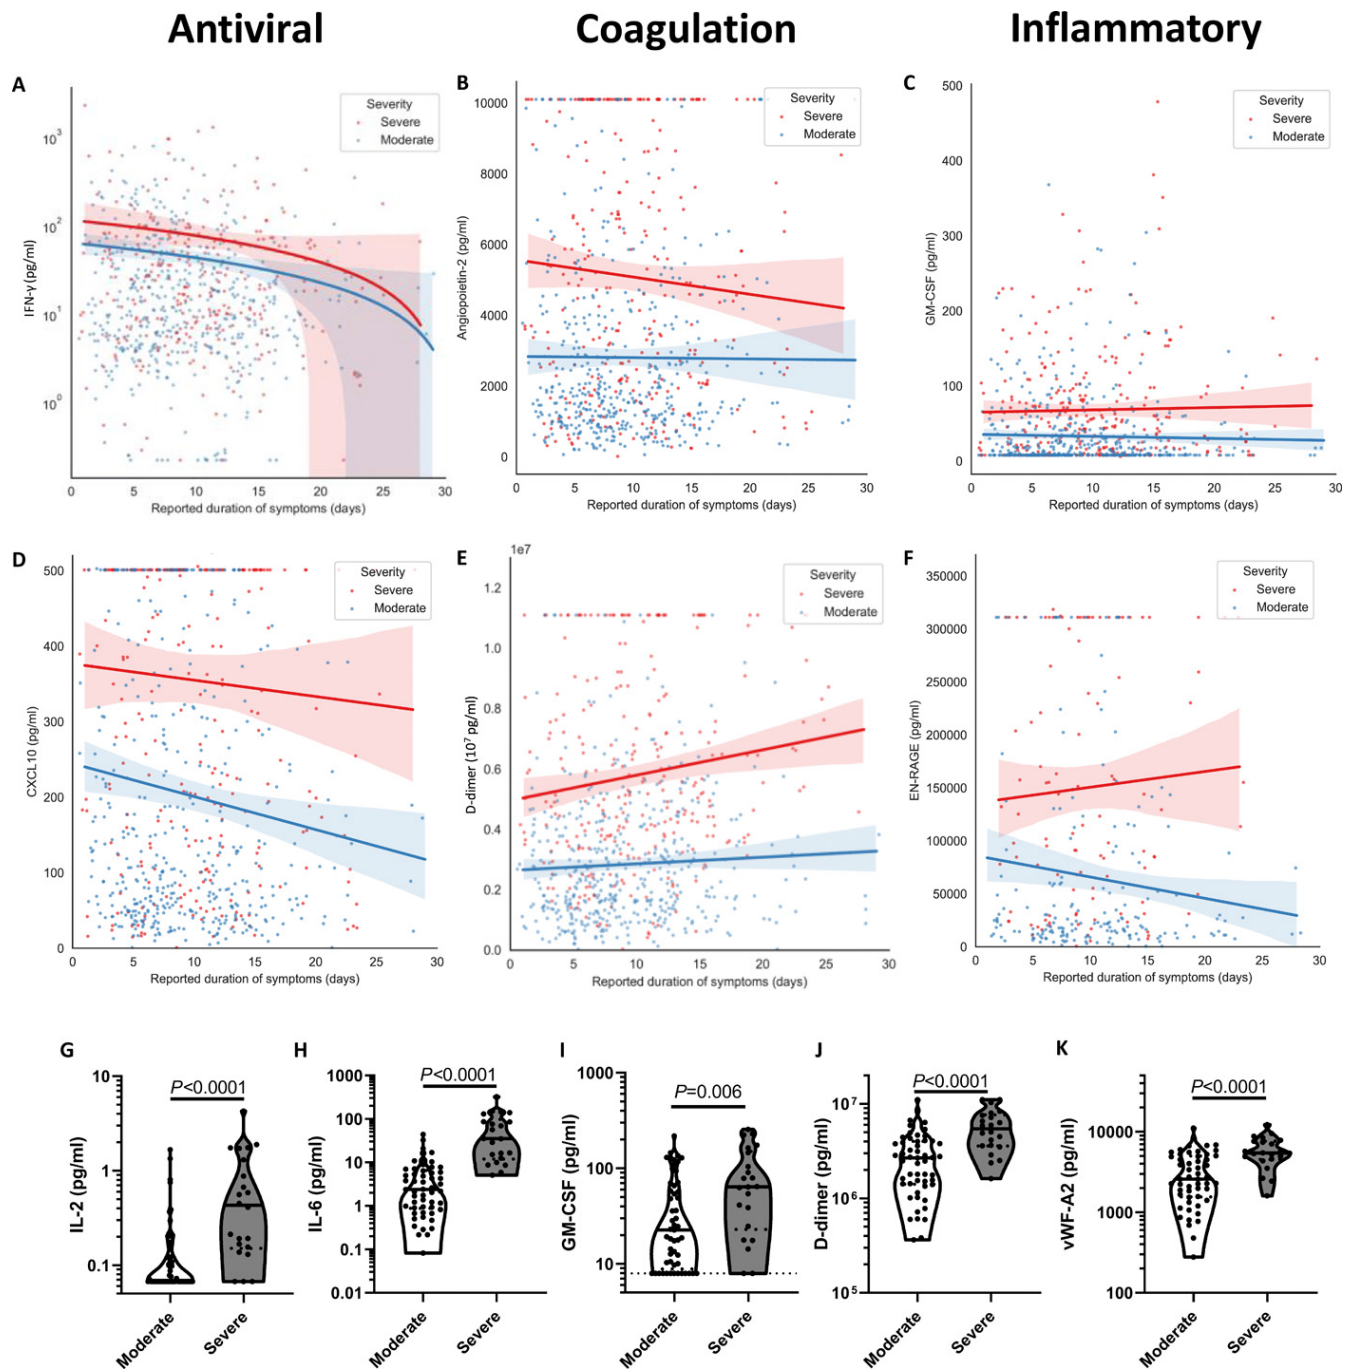 Antiviral
Coagulation
Inflammatory
A
IFN-γ (pg/ml)
10³
10²
10¹
10⁰
0 5 10 15 20 25 30
Reported duration of symptoms (days)
Severity
Severe
Moderate
B
Angiopoietin-2 (pg/ml)
10000
8000
6000
4000
2000
0
0 5 10 15 20 25 30
Reported duration of symptoms (days)
Severity
Severe
Moderate
C
GM-CSF (pg/ml)
500
400
300
200
100
0
0 5 10 15 20 25 30
Reported duration of symptoms (days)
Severity
Severe
Moderate
D
CXCL10 (pg/ml)
500
400
300
200
100
0
0 5 10 15 20 25 30
Reported duration of symptoms (days)
Severity
Severe
Moderate
E
1e7
D-dimer (10⁷ pg/ml)
1.2
1.0
0.8
0.6
0.4
0.2
0.0
0 5 10 15 20 25 30
Reported duration of symptoms (days)
Severity
Severe
Moderate
F
EN-RAGE (pg/ml)
350000
300000
250000
200000
150000
100000
50000
0
0 5 10 15 20 25 30
Reported duration of symptoms (days)
Severity
Severe
Moderate
G
P<0.0001
IL-2 (pg/ml)
10
1
0.1
Moderate
Severe
H
P<0.0001
IL-6 (pg/ml)
1000
100
10
1
0.1
0.01
Moderate
Severe
I
P=0.006
GM-CSF (pg/ml)
1000
100
10
Moderate
Severe
J
P<0.0001
D-dimer (pg/ml)
10⁷
10⁶
10⁵
Moderate
Severe
K
P<0.0001
vWF-A2 (pg/ml)
10000
1000
100
Moderate
Severe